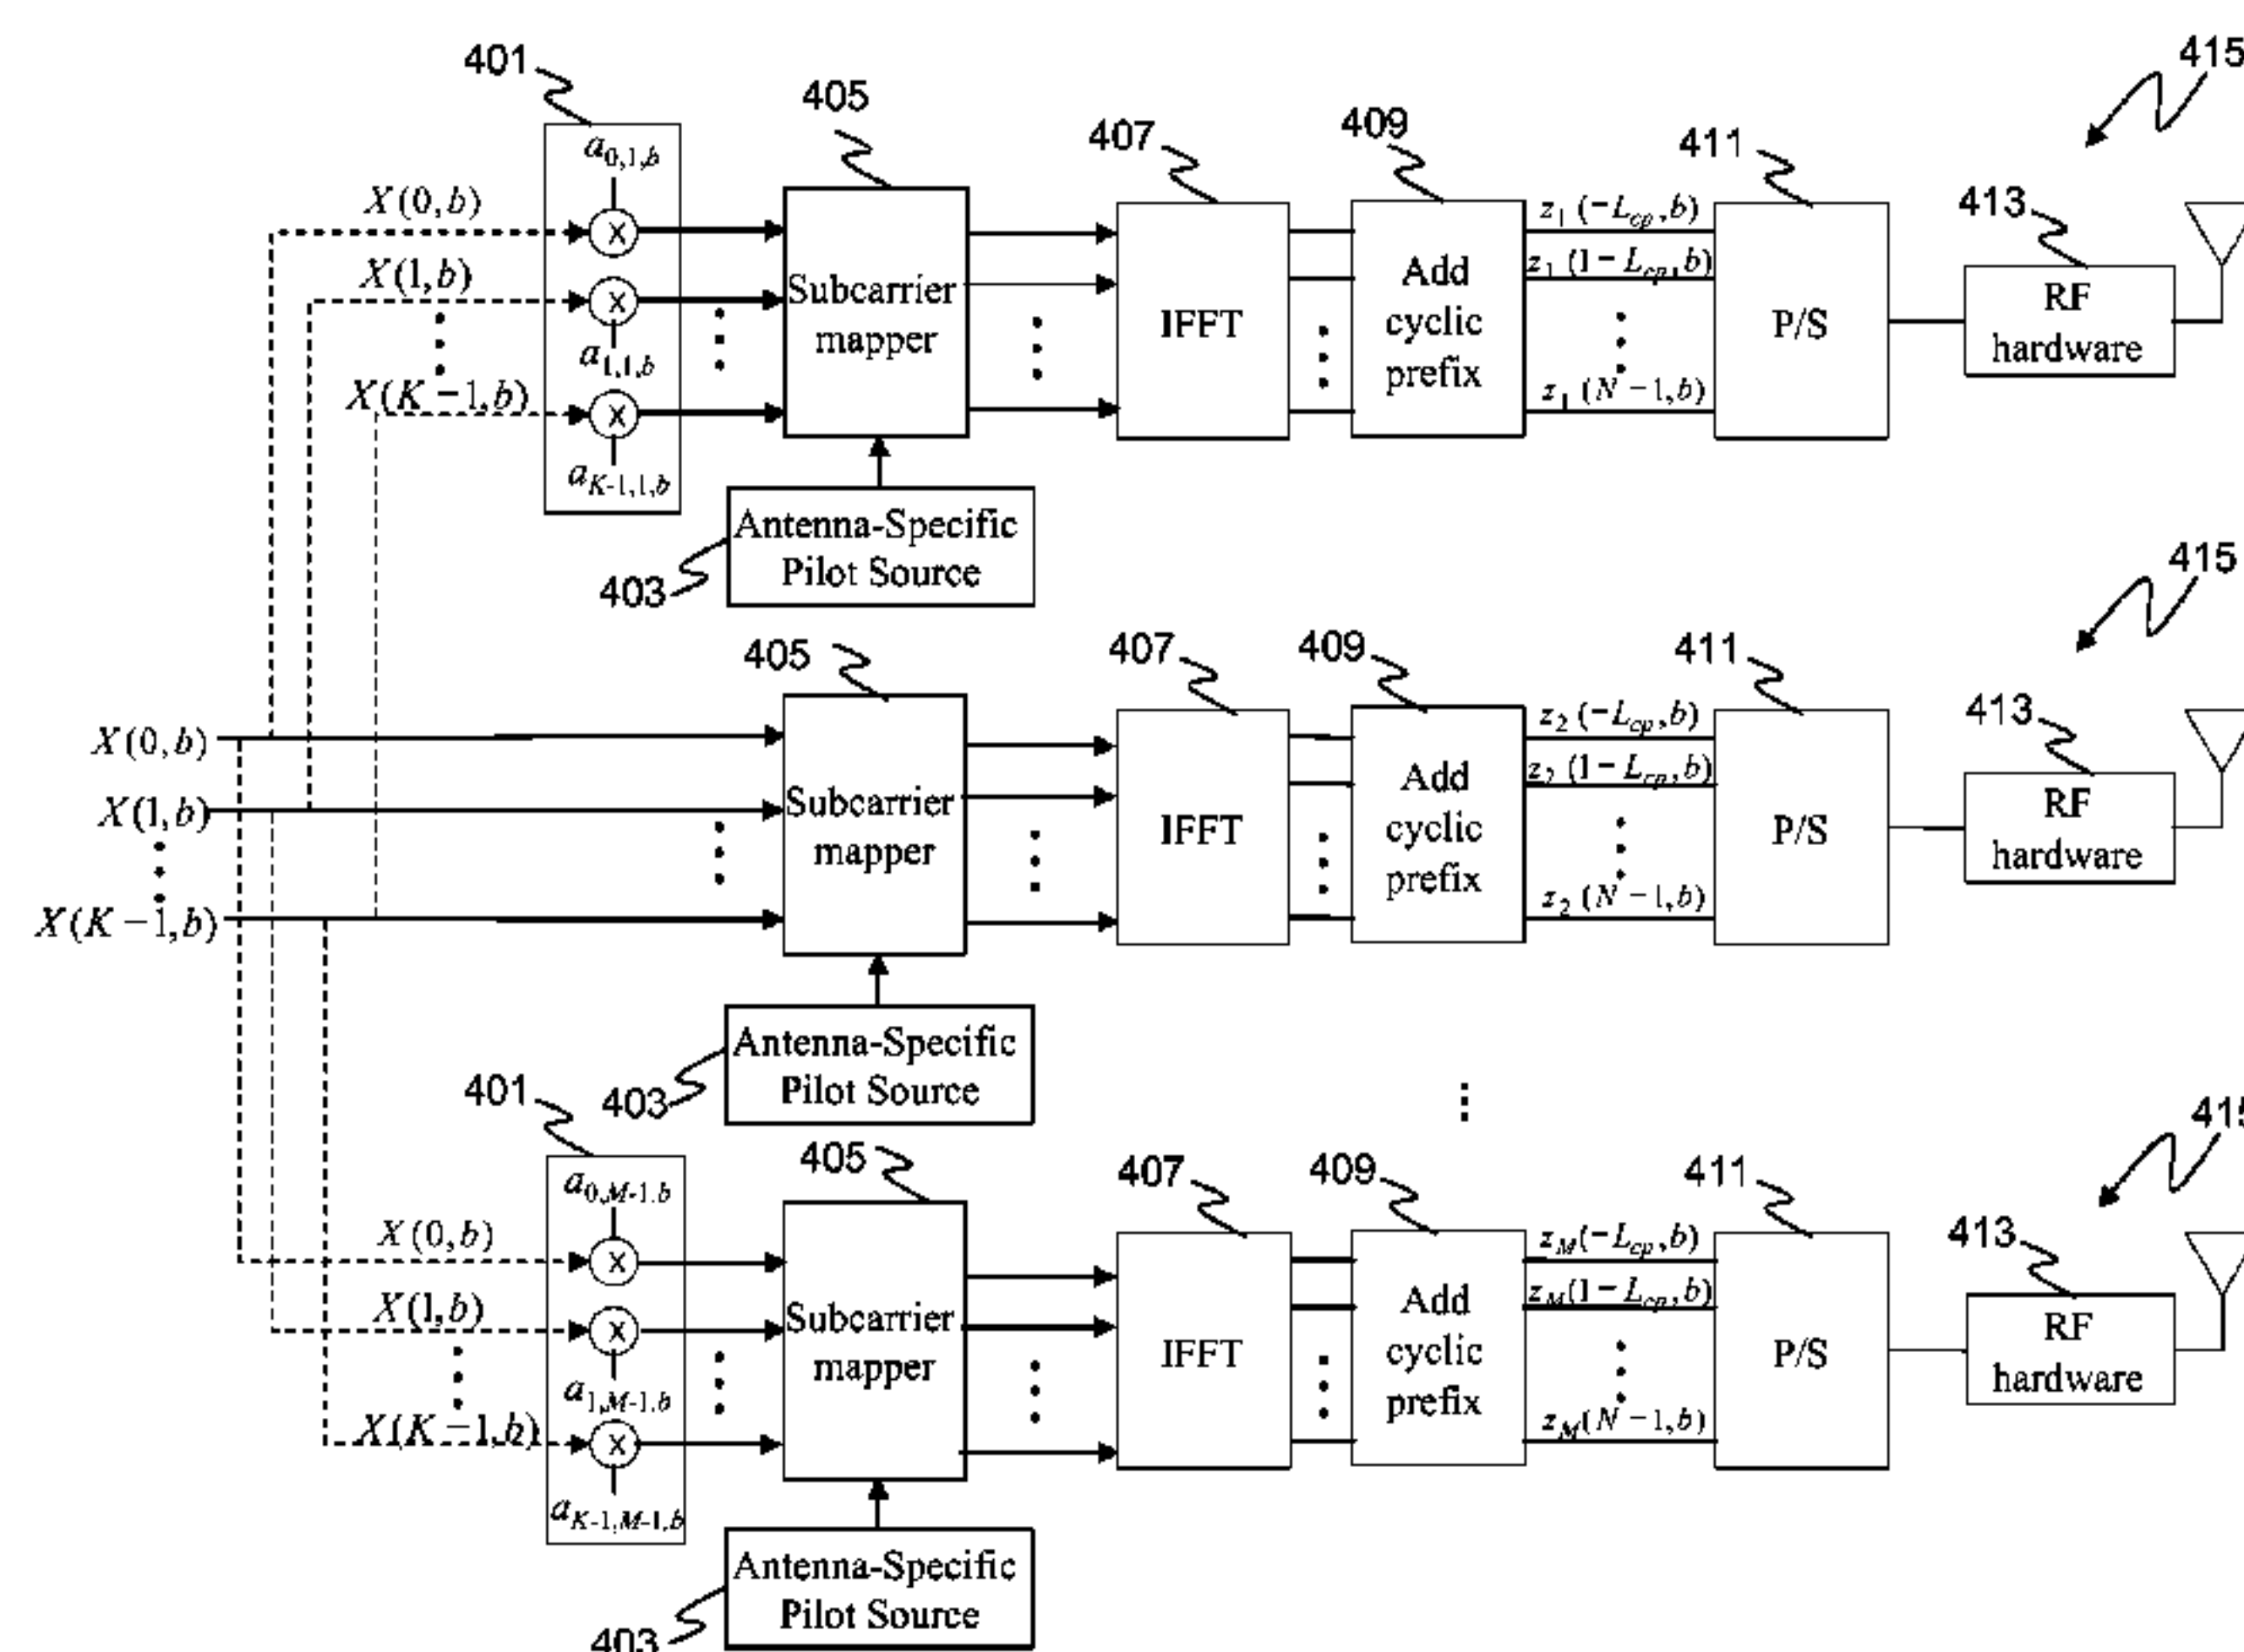 401
405
407
409
411
413
415
a0,1,b
X(0,b)
X(1,b)
a1,1,b
X(K-1,b)
aK-1,1,b
Subcarrier
mapper
IFFT
Add
cyclic
prefix
z1 (-Lcp,b)
z1 (1-Lcp,b)
z1 (N-1,b)
P/S
RF
hardware
403
Antenna-Specific
Pilot Source
405
407
409
411
413
415
X(0,b)
X(1,b)
X(K-1,b)
Subcarrier
mapper
IFFT
Add
cyclic
prefix
z2 (-Lcp,b)
z2 (1-Lcp,b)
z2 (N-1,b)
P/S
RF
hardware
403
Antenna-Specific
Pilot Source
401
405
407
409
411
413
415
a0,M-1,b
X(0,b)
X(1,b)
a1,M-1,b
X(K-1,b)
aK-1,M-1,b
Subcarrier
mapper
IFFT
Add
cyclic
prefix
zM(-Lcp,b)
zM(1-Lcp,b)
zM(N-1,b)
P/S
RF
hardware
403
Antenna-Specific
Pilot Source